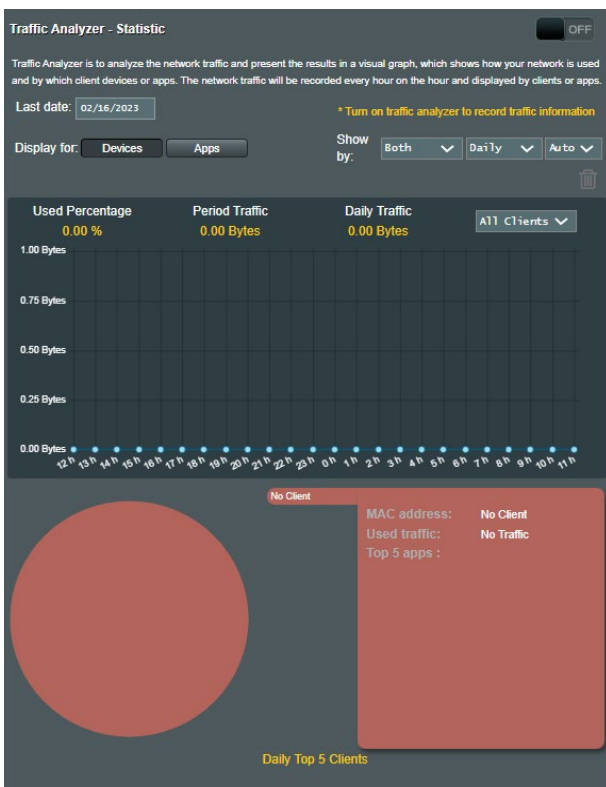 Traffic Analyzer - Statistic
OFF
Traffic Analyzer is to analyze the network traffic and present the results in a visual graph, which shows how your network is used
and by which client devices or apps. The network traffic will be recorded every hour on the hour and displayed by clients or apps.
Last date: 02/16/2023
* Turn on traffic analyzer to record traffic information
Display for: Devices Apps
Show by: Both Daily Auto
Used Percentage Period Traffic Daily Traffic All Clients
0.00 % 0.00 Bytes 0.00 Bytes
1.00 Bytes
0.75 Bytes
0.50 Bytes
0.25 Bytes
0.00 Bytes
12 h 13 h 14 h 15 h 16 h 17 h 18 h 19 h 20 h 21 h 22 h 23 h 0 h 1 h 2 h 3 h 4 h 5 h 6 h 7 h 8 h 9 h 10 h 11 h
No Client
MAC address: No Client
Used traffic: No Traffic
Top 5 apps :
Daily Top 5 Clients